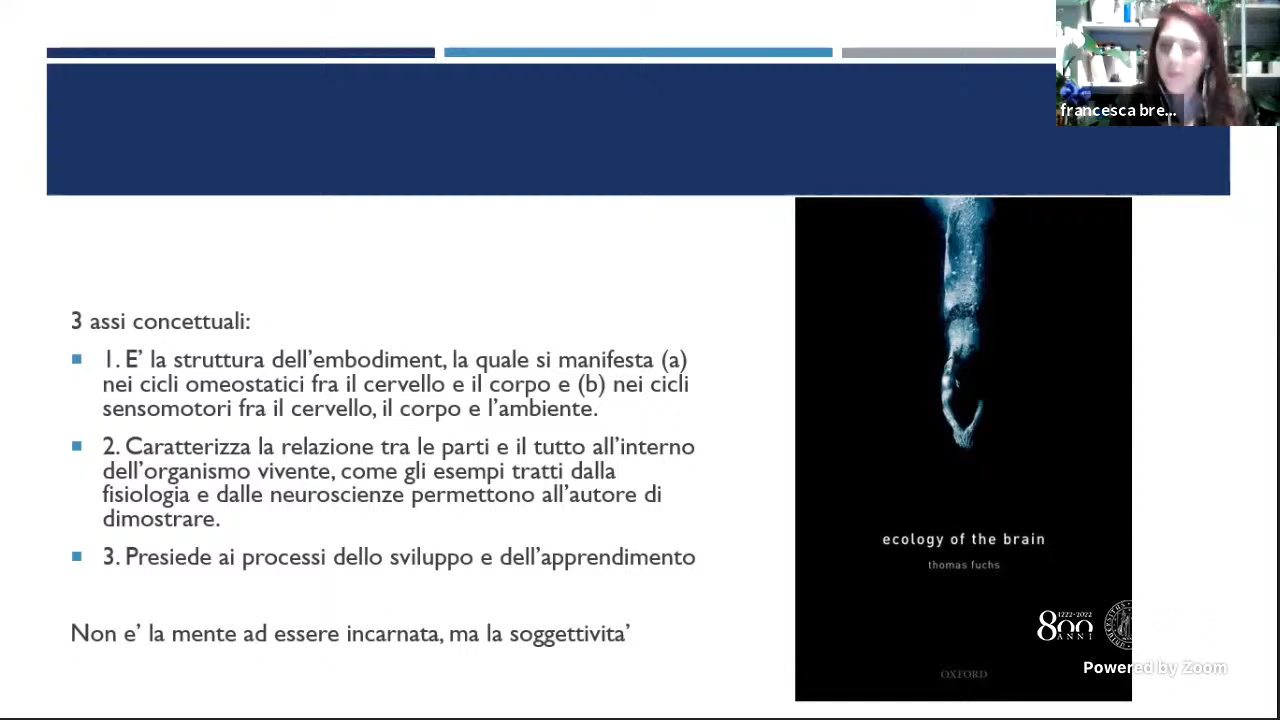 francesca bre...
3 assi concettuali:
1. E’ la struttura dell’embodiment, la quale si manifesta (a)
nei cicli omeostatici fra il cervello e il corpo e (b) nei cicli
sensomotori fra il cervello, il corpo e l’ambiente.
2. Caratterizza la relazione tra le parti e il tutto all’interno
dell’organismo vivente, come gli esempi tratti dalla
fisiologia e dalle neuroscienze permettono all’autore di
dimostrare.
3. Presiede ai processi dello sviluppo e dell’apprendimento
Non e’ la mente ad essere incarnata, ma la soggettivita’
ecology of the brain
thomas fuchs
1222·2022
800
ANNI
Powered by Zoom
OXFORD